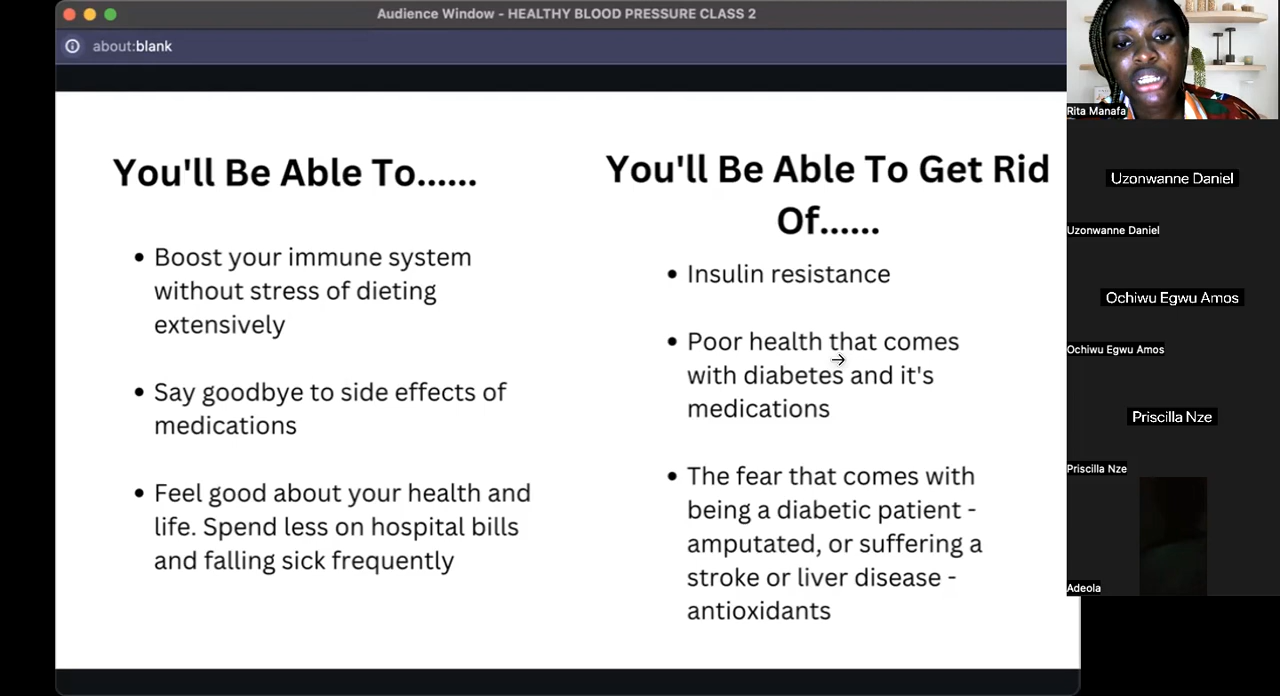 Audience Window - HEALTHY BLOOD PRESSURE CLASS 2
about:blank
You'll Be Able To......
Boost your immune system
without stress of dieting
extensively
Say goodbye to side effects of
medications
Feel good about your health and
life. Spend less on hospital bills
and falling sick frequently
You'll Be Able To Get Rid
Of......
Insulin resistance
Poor health that comes
with diabetes and it's
medications
The fear that comes with
being a diabetic patient -
amputated, or suffering a
stroke or liver disease -
antioxidants
Rita Manafa
Uzonwanne Daniel
Uzonwanne Daniel
Ochiwu Egwu Amos
Ochiwu Egwu Amos
Priscilla Nze
Priscilla Nze
Adeola